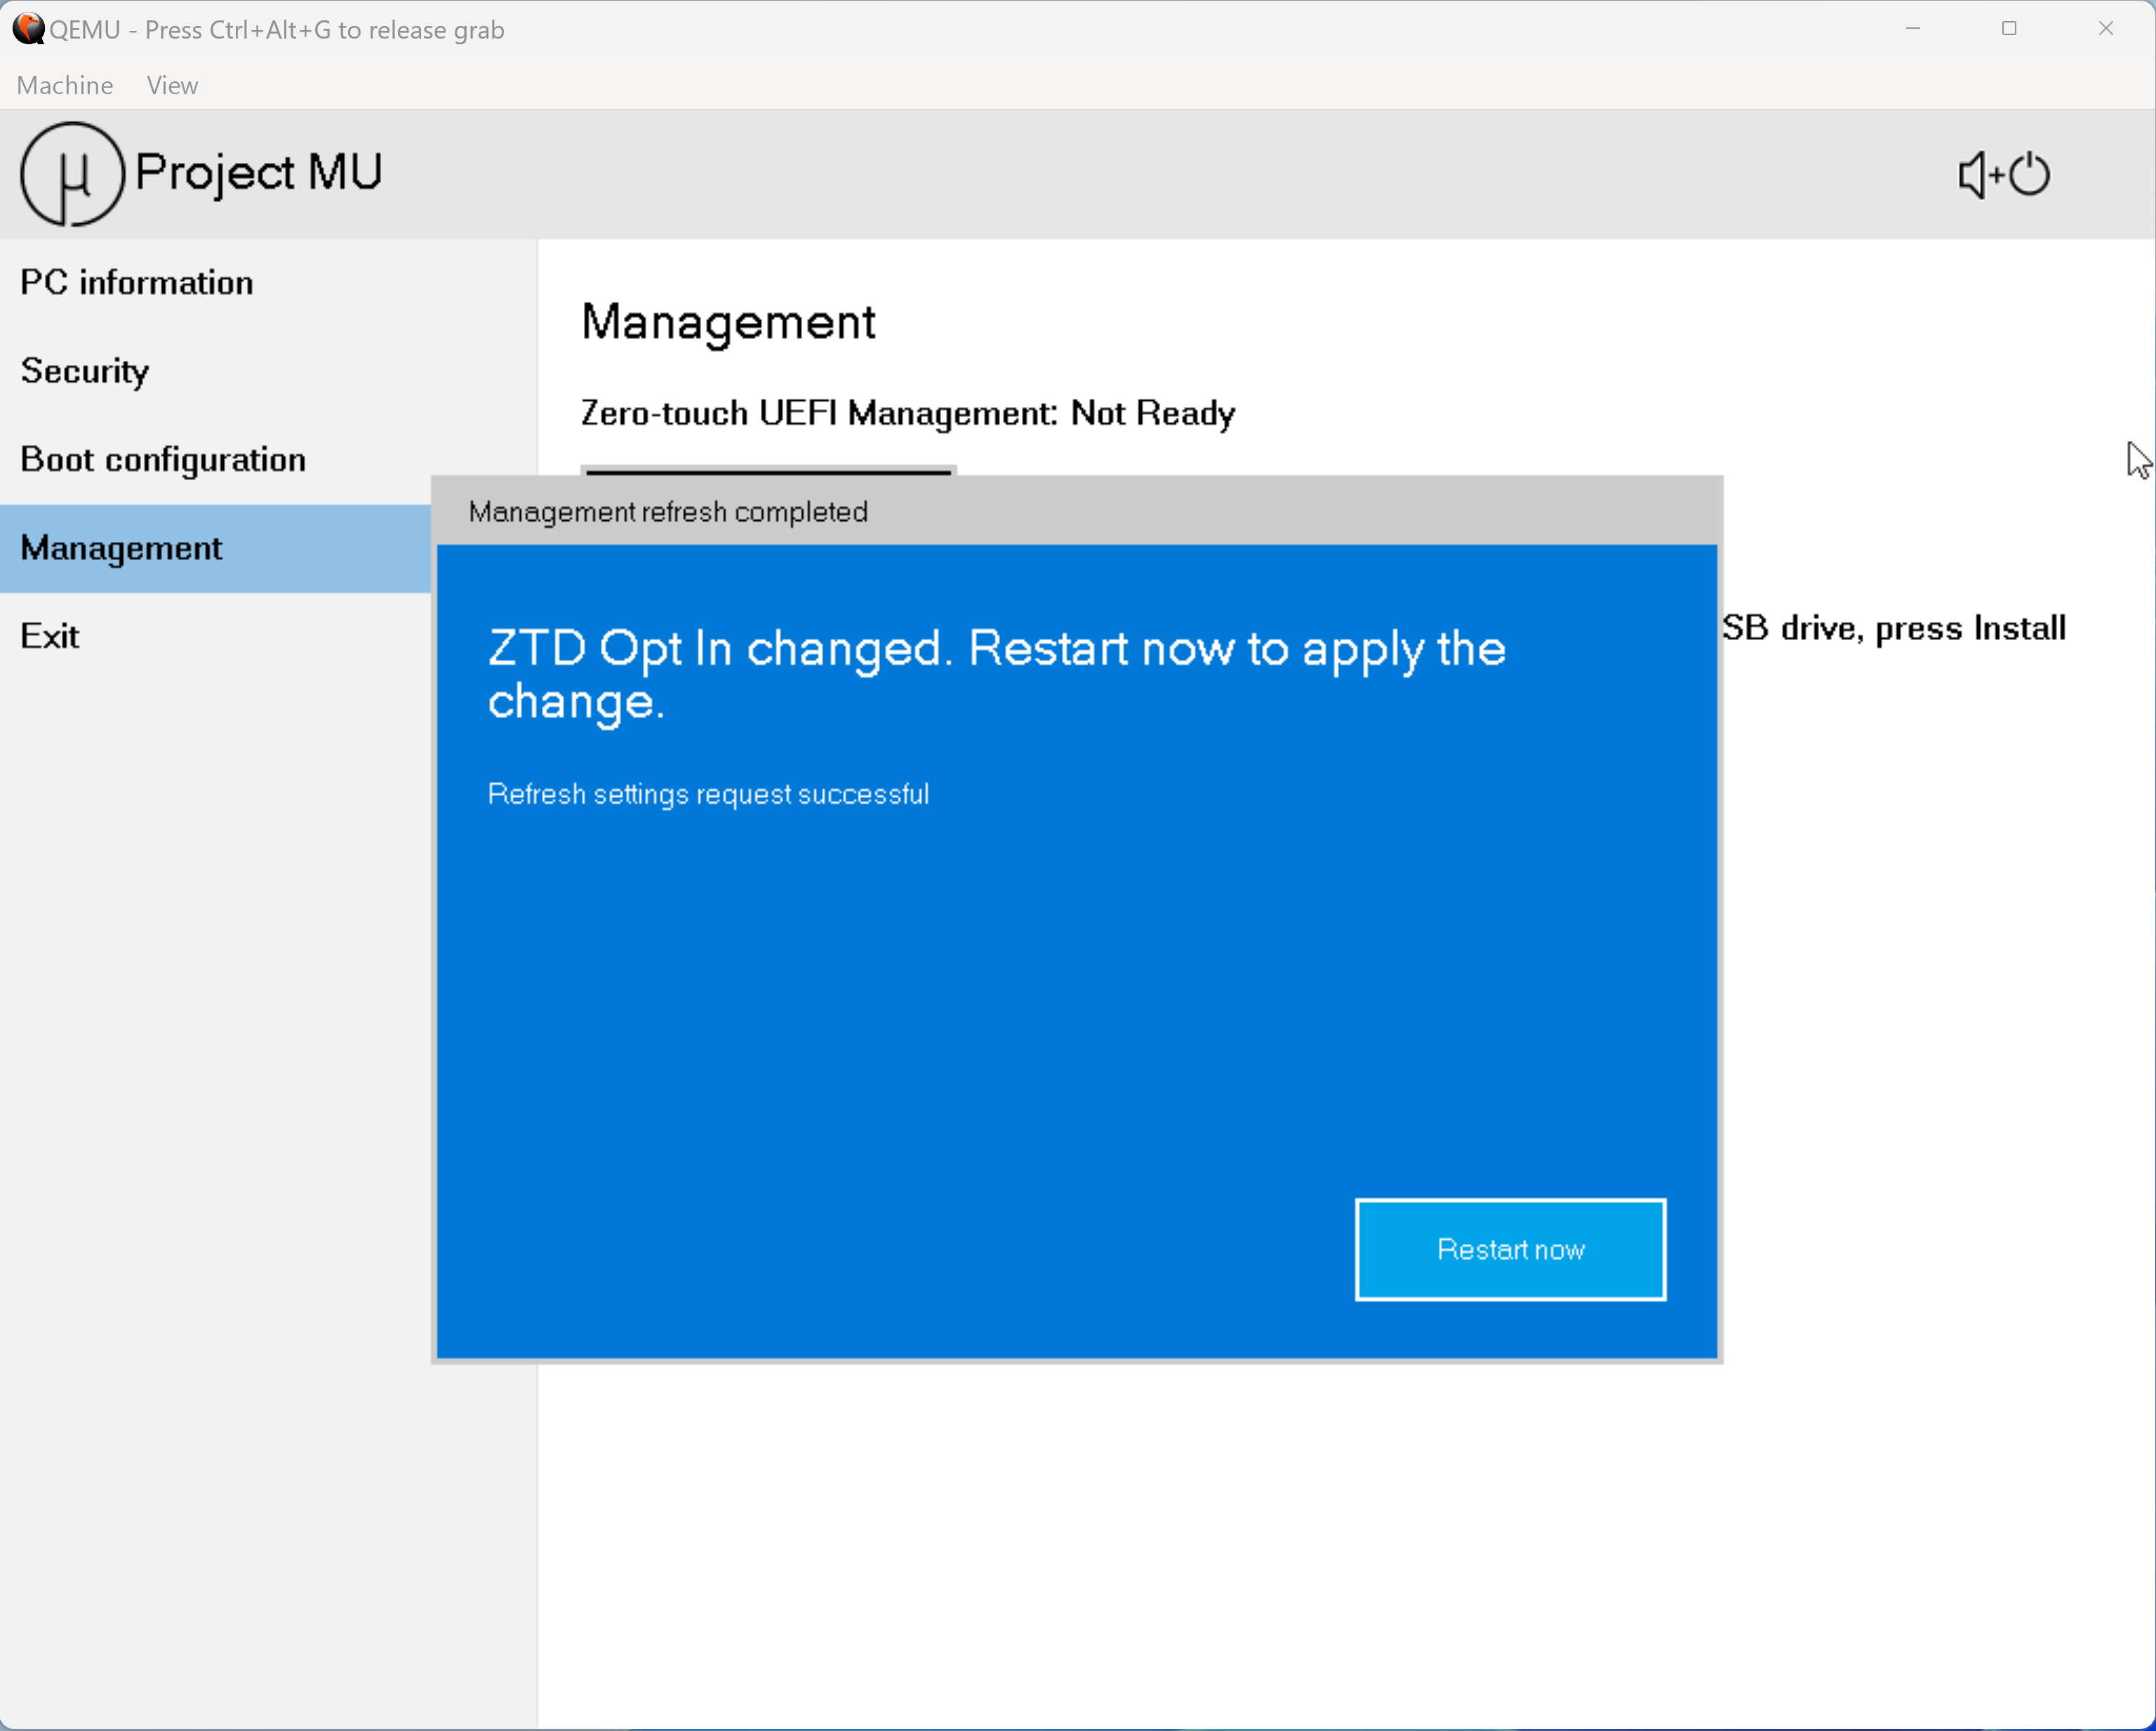 QEMU - Press Ctrl+Alt+G to release grab
Machine View
µ Project MU
PC information
Security
Boot configuration
Management
Exit
Management
Zero-touch UEFI Management: Not Ready
SB drive, press Install
Management refresh completed
ZTD Opt In changed. Restart now to apply the
change.
Refresh settings request successful
Restart now